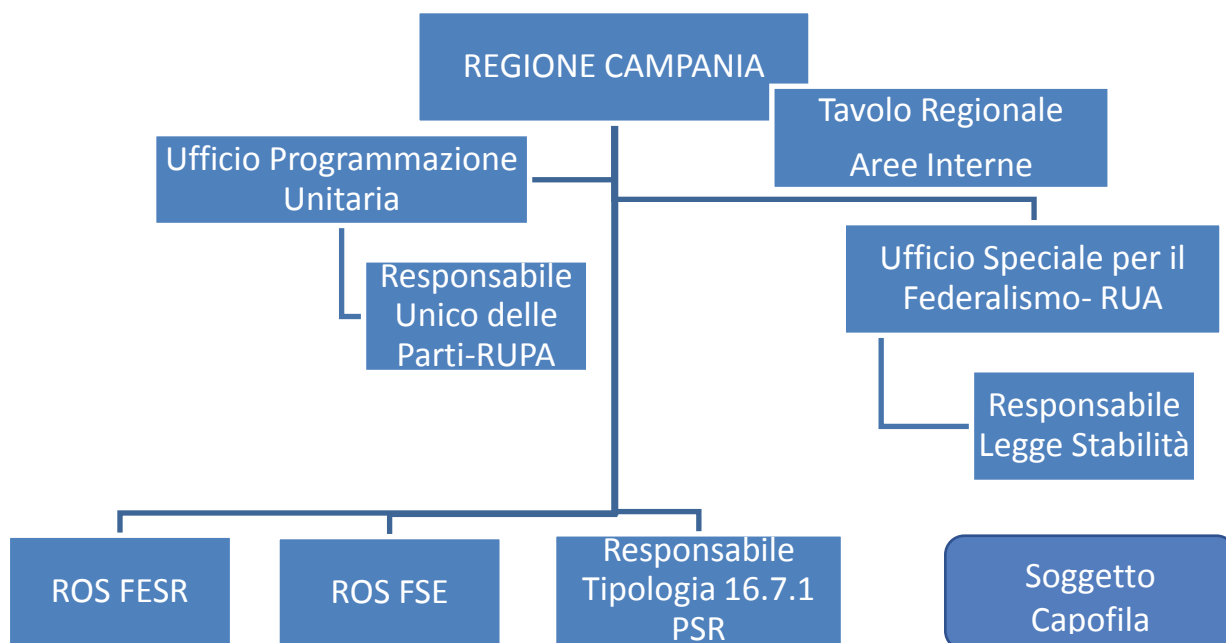 REGIONE CAMPANIA
Tavolo Regionale
Aree Interne
Ufficio Programmazione
Unitaria
Ufficio Speciale per il
Federalismo- RUA
Responsabile
Unico delle
Parti-RUPA
Responsabile
Legge Stabilità
ROS FESR
ROS FSE
Responsabile
Tipologia 16.7.1
PSR
Soggetto
Capofila